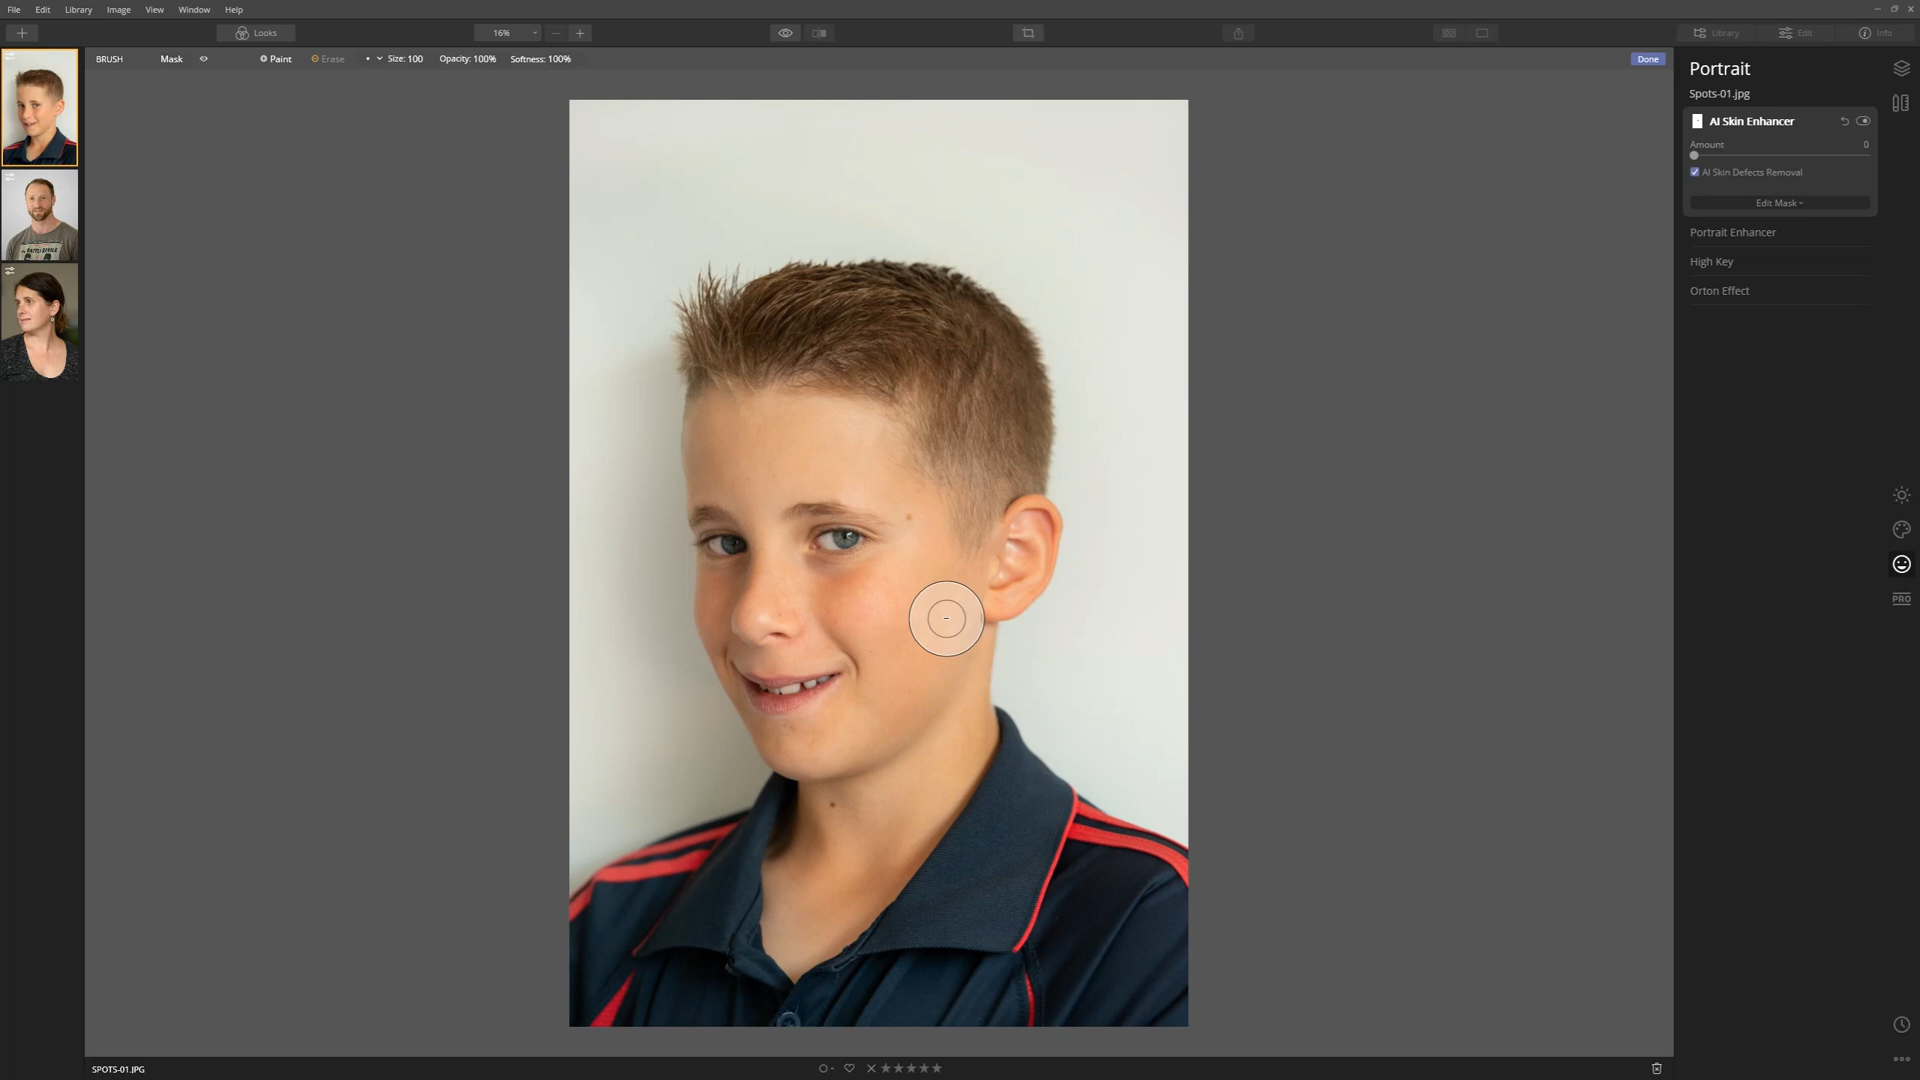 File Edit Library Image View Window Help
Looks 16% Library Edit Info
BRUSH Mask Paint Erase Size: 100 Opacity: 100% Softness: 100% Done
Portrait
Spots-01.jpg
AI Skin Enhancer
Amount 0
AI Skin Defects Removal
Edit Mask
Portrait Enhancer
High Key
Orton Effect
PRO
SPOTS-01.JPG